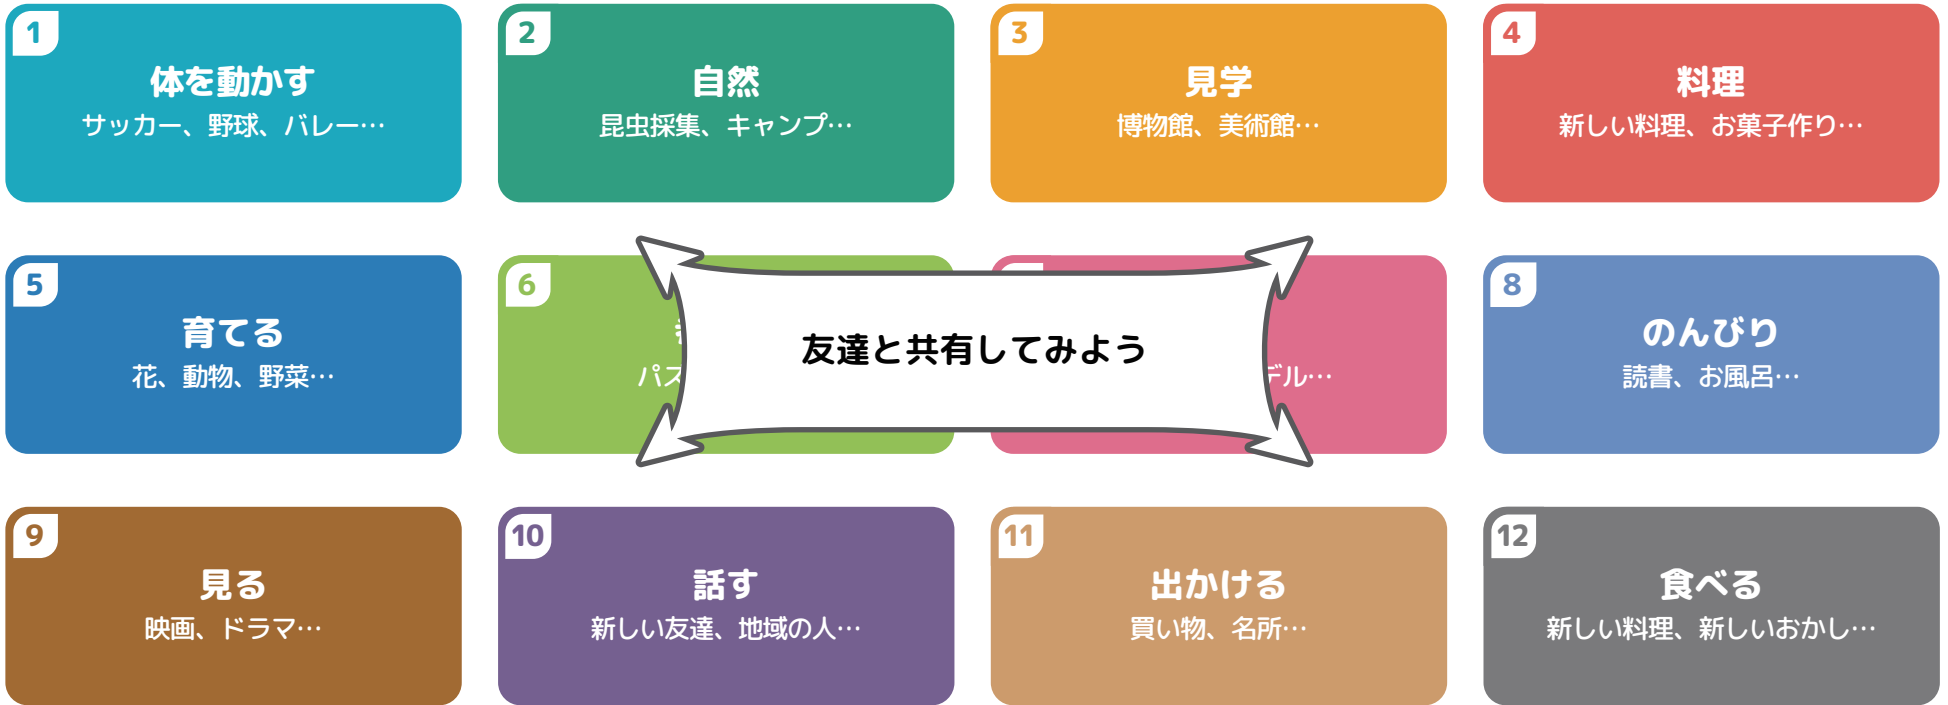 1
体を動かす
サッカー、野球、バレー…
2
自然
昆虫採集、キャンプ…
3
見学
博物館、美術館…
4
料理
新しい料理、お菓子作り…
5
育てる
花、動物、野菜…
6
パズ
友達と共有してみよう
デル…
8
のんびり
読書、お風呂…
9
見る
映画、ドラマ…
10
話す
新しい友達、地域の人…
11
出かける
買い物、名所…
12
食べる
新しい料理、新しいおかし…